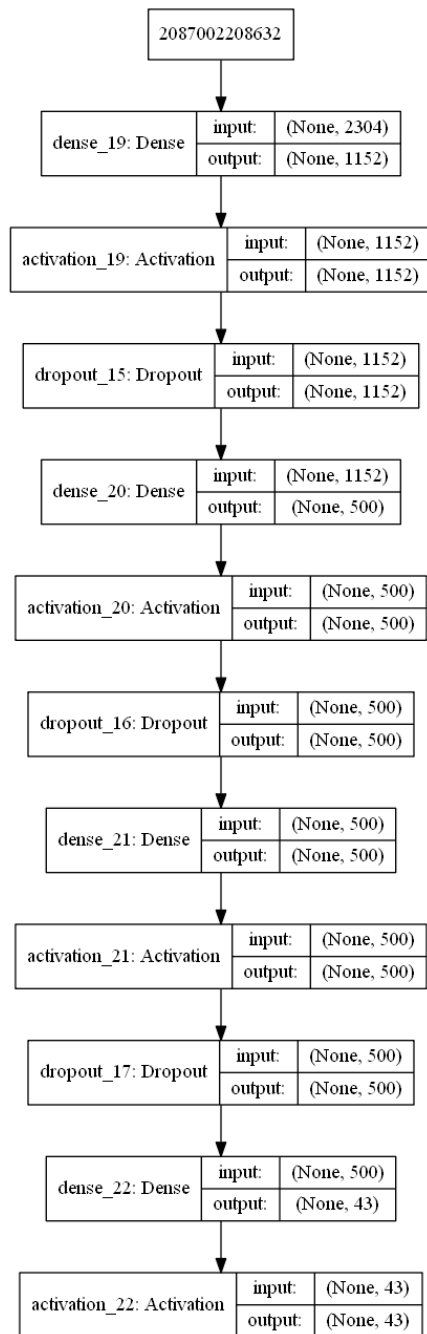 2087002208632
dense_19: Dense
input: (None, 2304)
output: (None, 1152)
activation_19: Activation
input: (None, 1152)
output: (None, 1152)
dropout_15: Dropout
input: (None, 1152)
output: (None, 1152)
dense_20: Dense
input: (None, 1152)
output: (None, 500)
activation_20: Activation
input: (None, 500)
output: (None, 500)
dropout_16: Dropout
input: (None, 500)
output: (None, 500)
dense_21: Dense
input: (None, 500)
output: (None, 500)
activation_21: Activation
input: (None, 500)
output: (None, 500)
dropout_17: Dropout
input: (None, 500)
output: (None, 500)
dense_22: Dense
input: (None, 500)
output: (None, 43)
activation_22: Activation
input: (None, 43)
output: (None, 43)